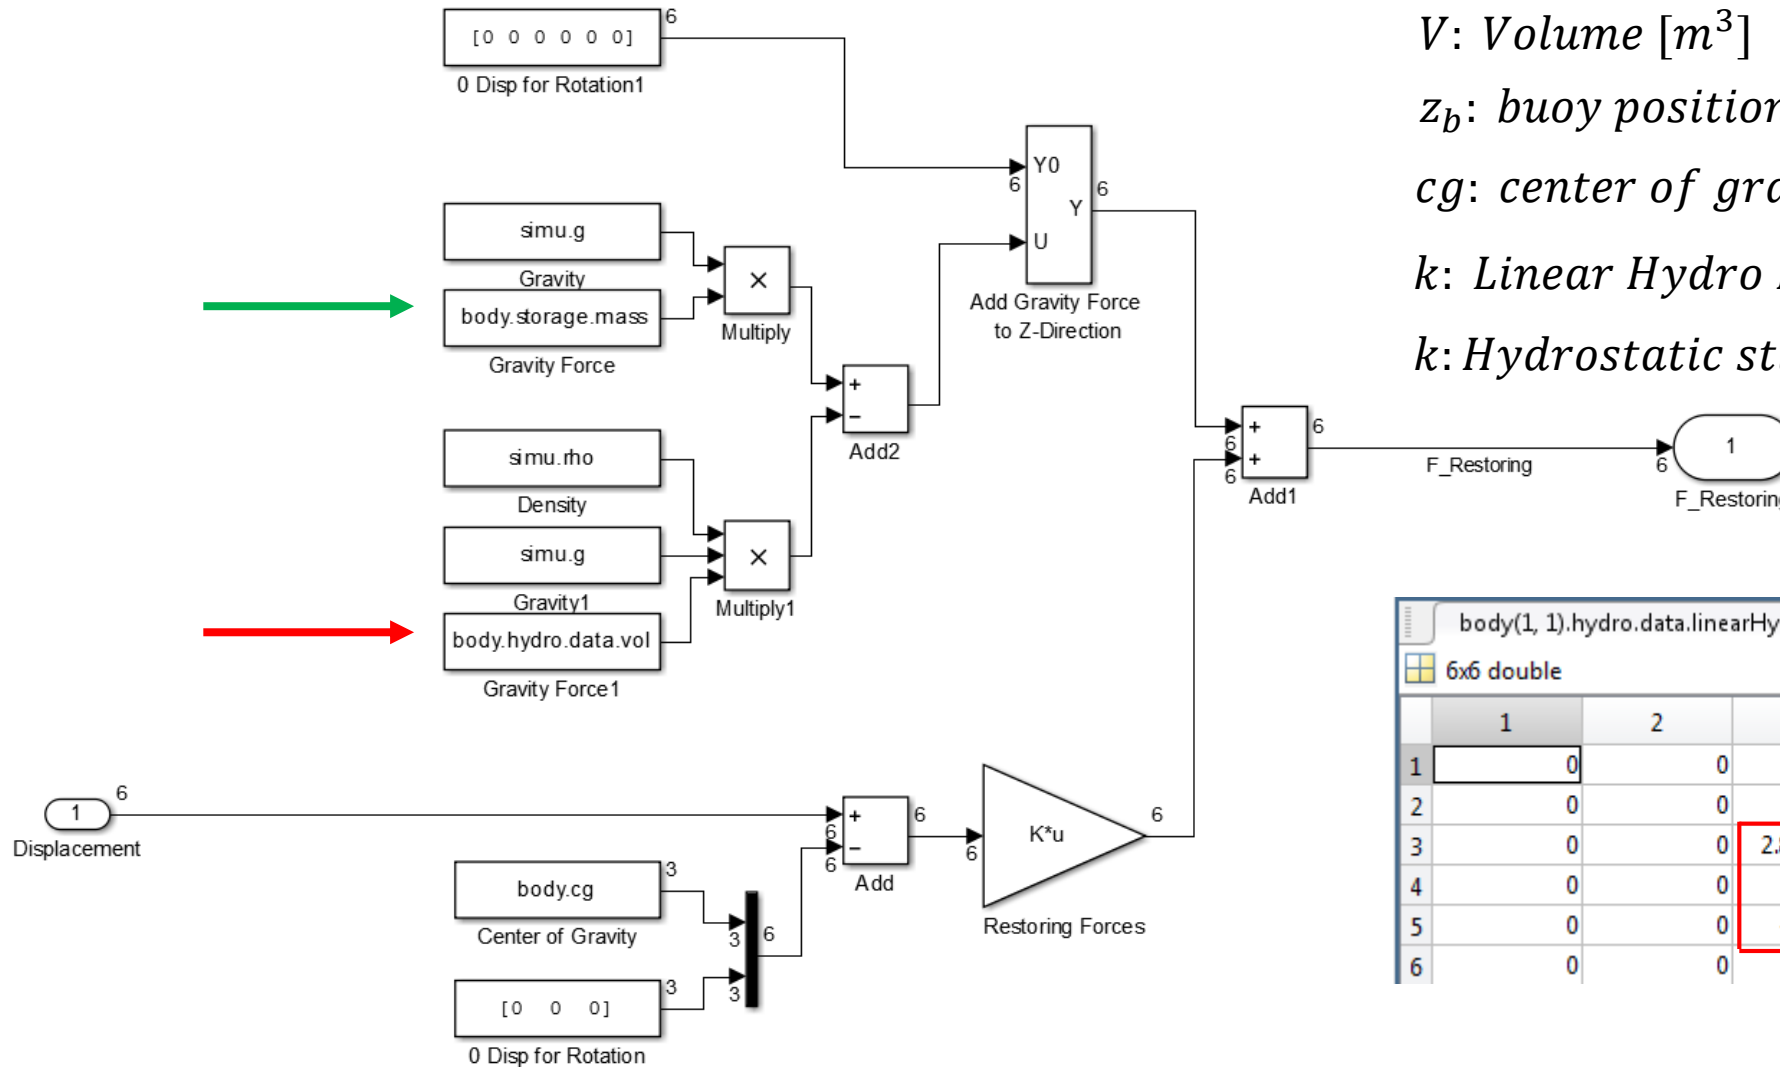 6
[0 0 0 0 0 0]
0 Disp for Rotation1
simu.g
Gravity
body.storage.mass
Gravity Force
×
Multiply
simu.rho
Density
simu.g
Gravity1
body.hydro.data.vol
Gravity Force1
×
Multiply1
+
−
Add2
Y0
6
U
Y
6
Add Gravity Force
to Z-Direction
1
6
Displacement
body.cg
3
Center of Gravity
[0 0 0]
3
0 Disp for Rotation
3
3
6
+
6
−
6
6
Add
6
K*u
6
Restoring Forces
+
6
+
6
6
Add1
F_Restoring
6
1
F_Restoring
V: Volume [m³]
z_b: buoy position
cg: center of gra
k: Linear Hydro
k: Hydrostatic st
body(1, 1).hydro.data.linearHy
6x6 double
1 2
1 0 0
2 0 0
3 0 0 2.
4 0 0
5 0 0
6 0 0